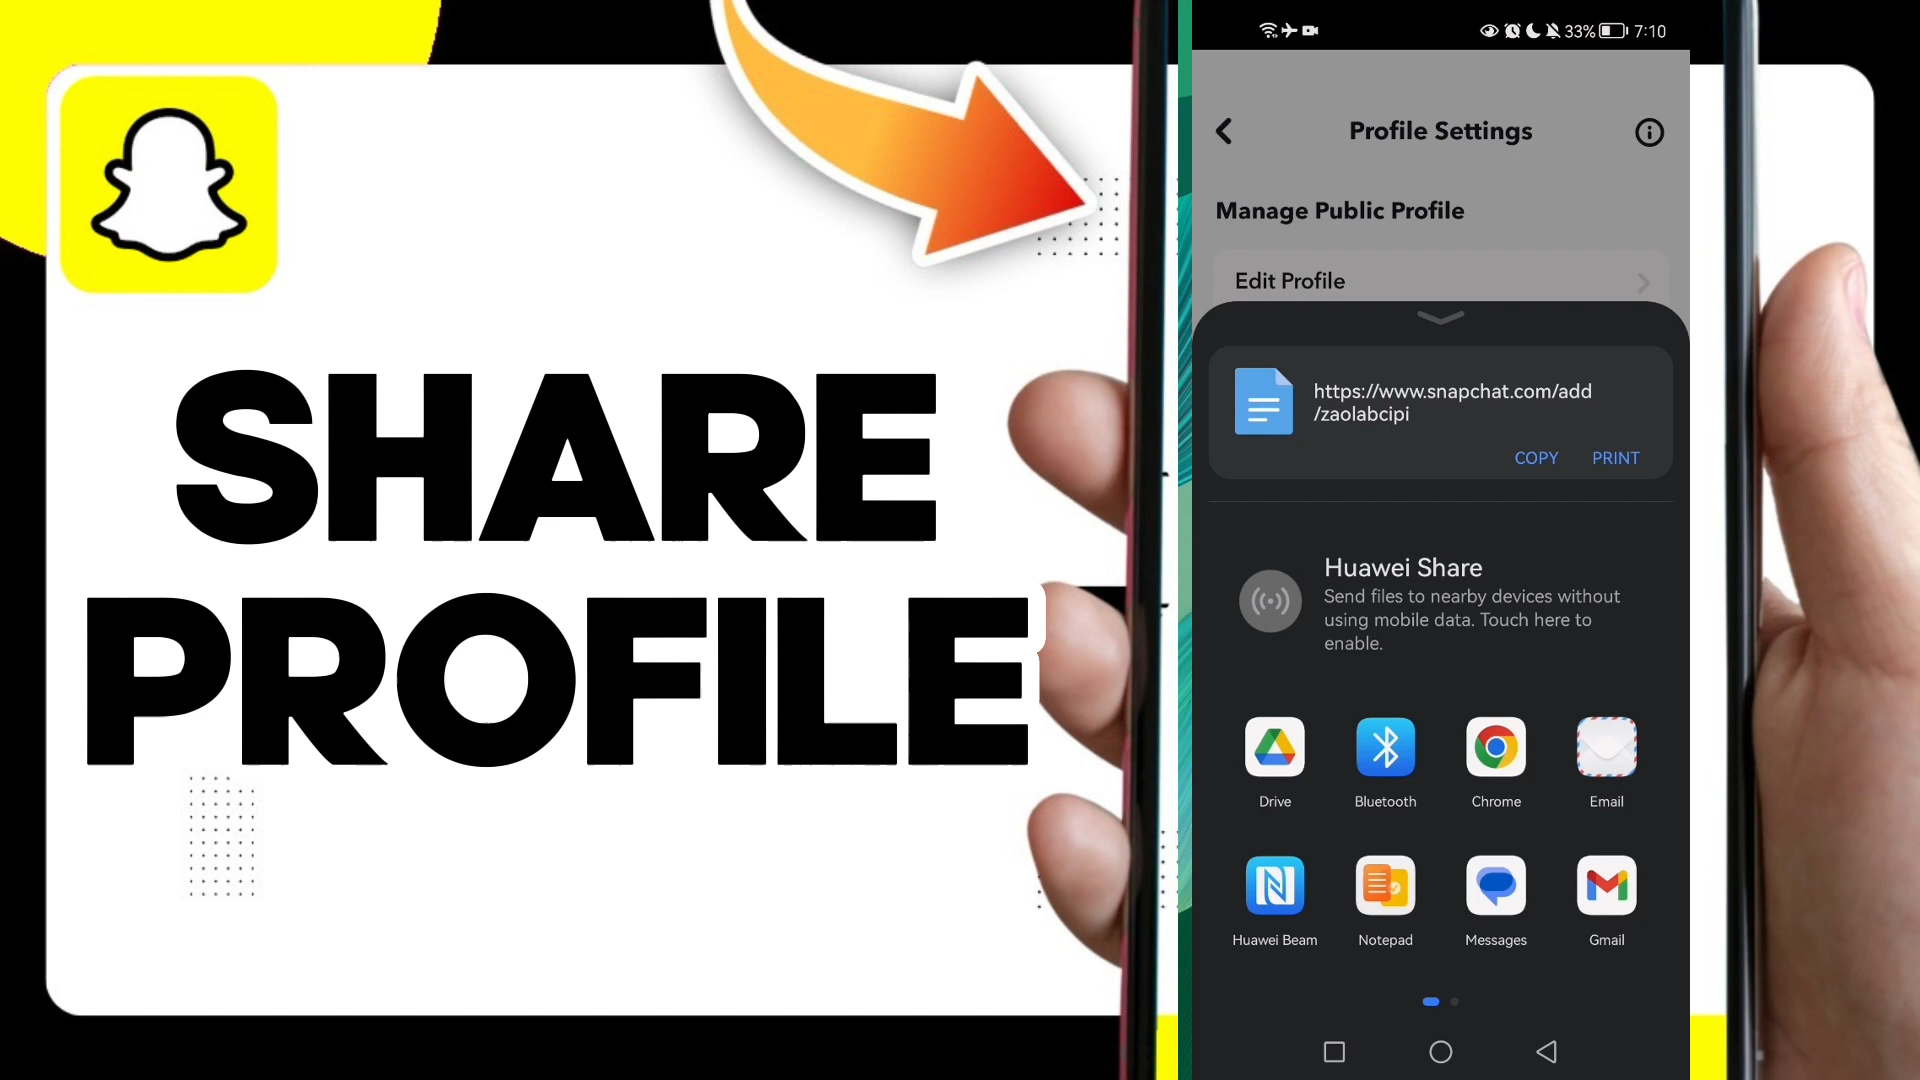 SHARE
PROFILE
33% 7:10
Profile Settings
Manage Public Profile
Edit Profile
https://www.snapchat.com/add
/zaolabcipi
COPY PRINT
Huawei Share
Send files to nearby devices without
using mobile data. Touch here to
enable.
Drive Bluetooth Chrome Email
Huawei Beam Notepad Messages Gmail